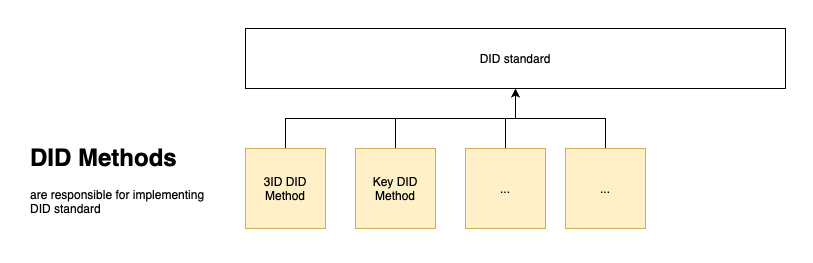 DID standard
DID Methods
are responsible for implementing
DID standard
3ID DID
Method
Key DID
Method
...
...